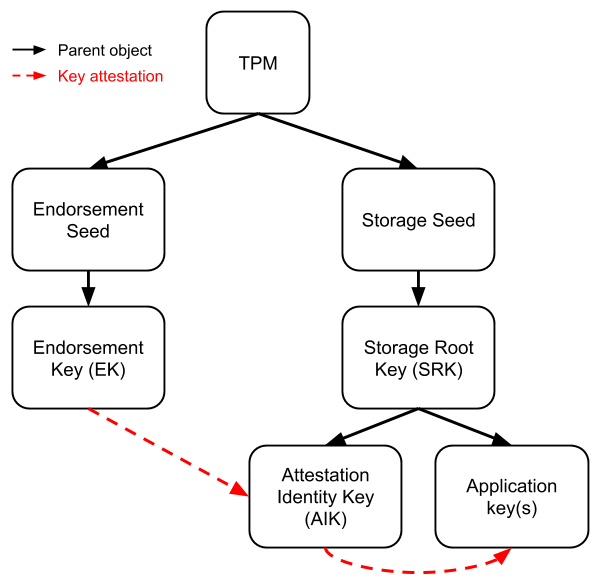 Parent object
Key attestation
TPM
Endorsement
Seed
Storage Seed
Endorsement
Key (EK)
Storage Root
Key (SRK)
Attestation
Identity Key
(AIK)
Application
key(s)